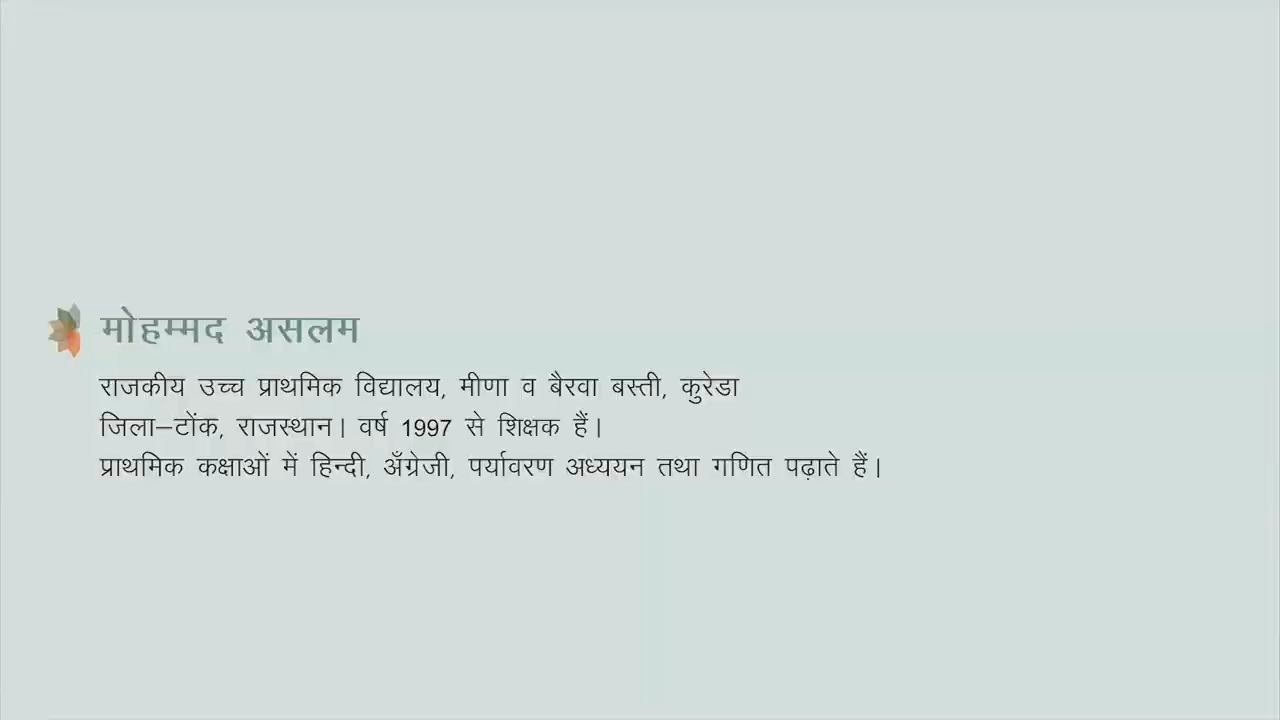 मोहम्मद असलम
राजकीय उच्च प्राथमिक विद्यालय, मीणा व बैरवा बस्ती, कुरेडा
जिला–टोंक, राजस्थान। वर्ष 1997 से शिक्षक हैं।
प्राथमिक कक्षाओं में हिन्दी, अँग्रेजी, पर्यावरण अध्ययन तथा गणित पढ़ाते हैं।